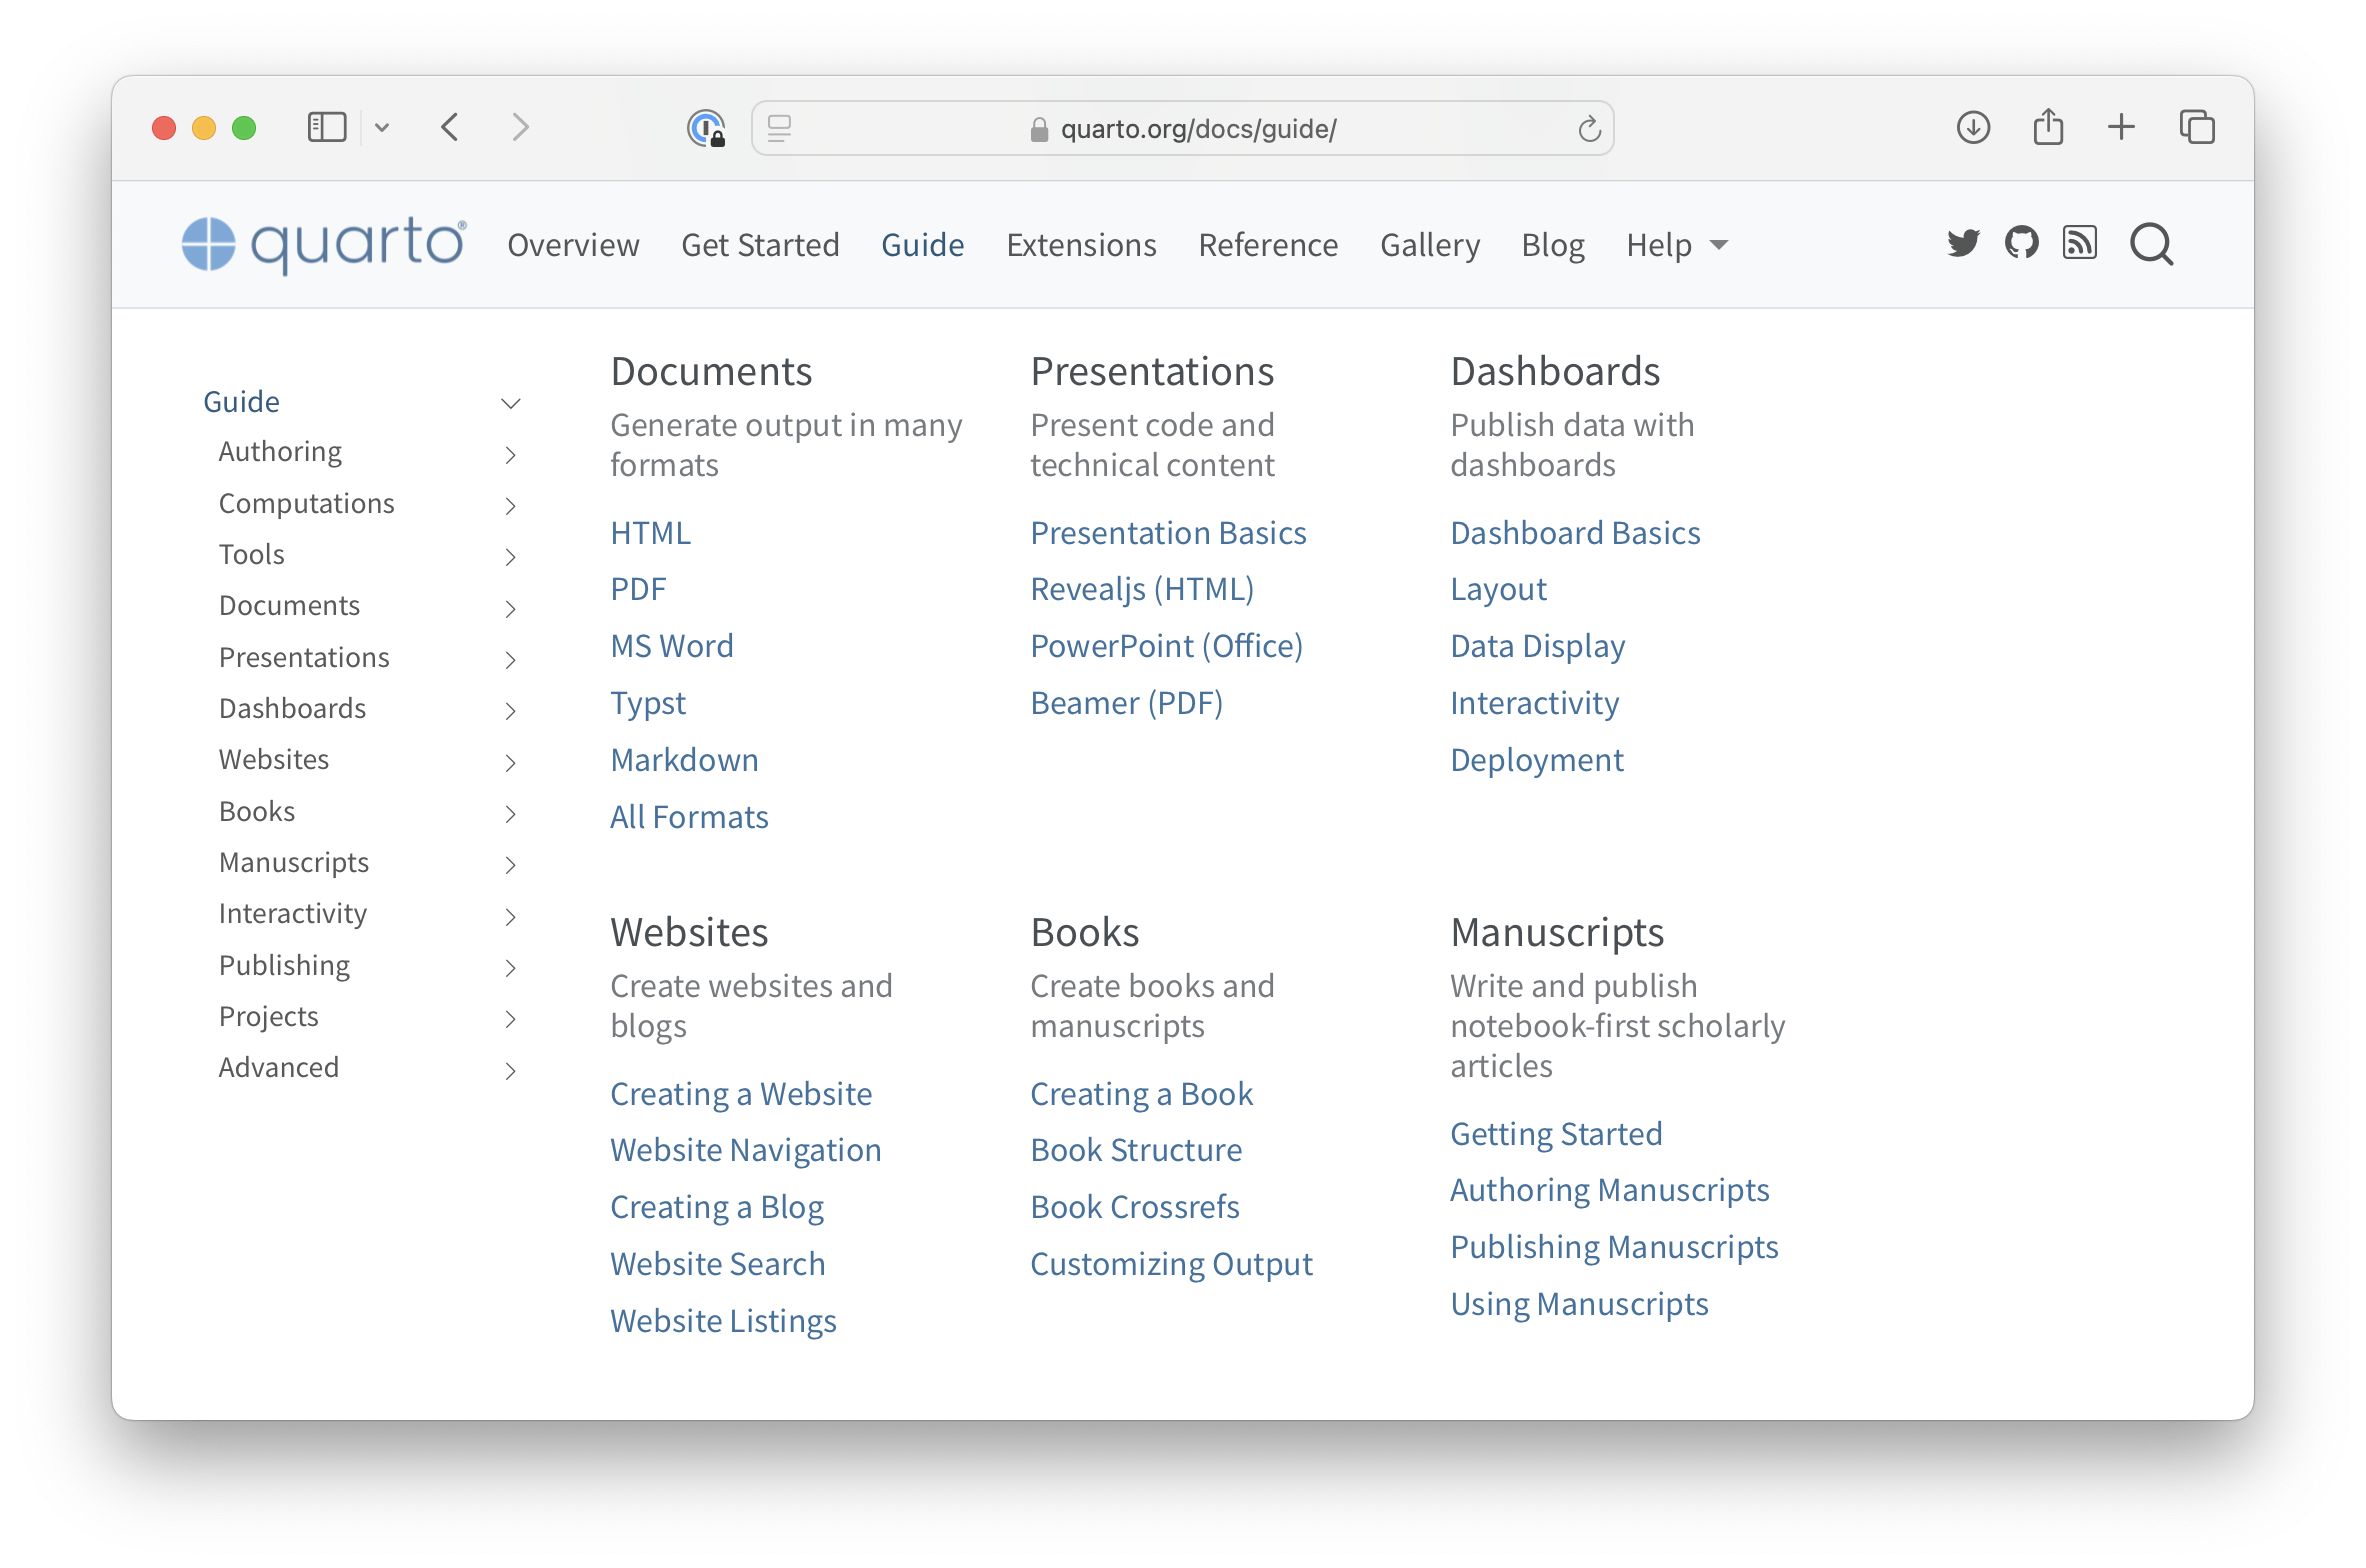 quarto.org/docs/guide/
quarto®
Overview Get Started Guide Extensions Reference Gallery Blog Help
Guide
Authoring
Computations
Tools
Documents
Presentations
Dashboards
Websites
Books
Manuscripts
Interactivity
Publishing
Projects
Advanced
Documents
Generate output in many
formats
HTML
PDF
MS Word
Typst
Markdown
All Formats
Presentations
Present code and
technical content
Presentation Basics
Revealjs (HTML)
PowerPoint (Office)
Beamer (PDF)
Dashboards
Publish data with
dashboards
Dashboard Basics
Layout
Data Display
Interactivity
Deployment
Websites
Create websites and
blogs
Creating a Website
Website Navigation
Creating a Blog
Website Search
Website Listings
Books
Create books and
manuscripts
Creating a Book
Book Structure
Book Crossrefs
Customizing Output
Manuscripts
Write and publish
notebook-first scholarly
articles
Getting Started
Authoring Manuscripts
Publishing Manuscripts
Using Manuscripts